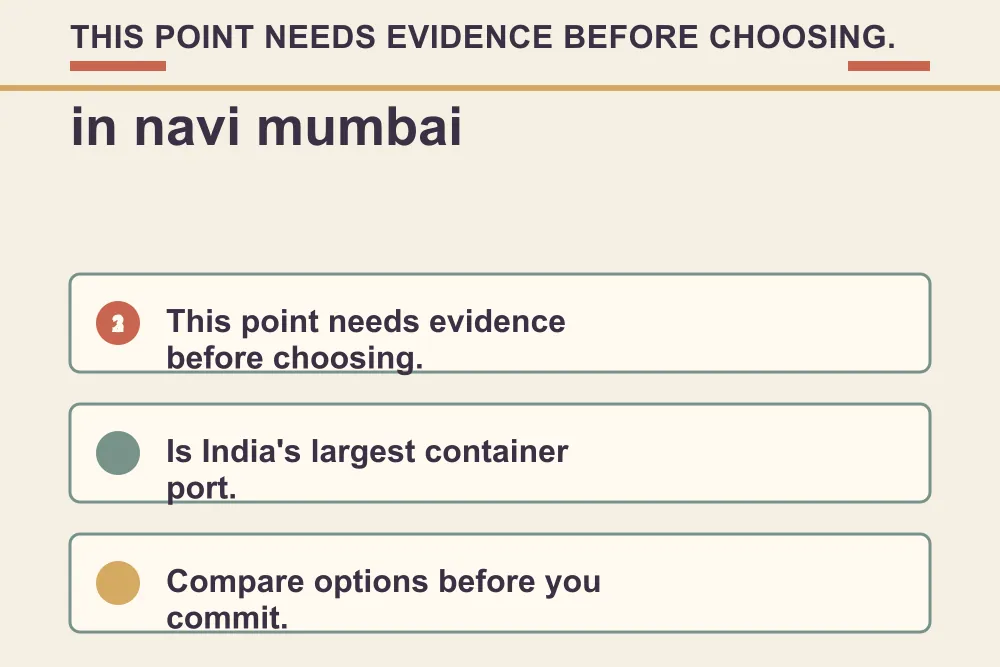 THIS POINT NEEDS EVIDENCE BEFORE CHOOSING.
in navi mumbai
This point needs evidence
before choosing.
Is India's largest container
port.
Compare options before you
commit.